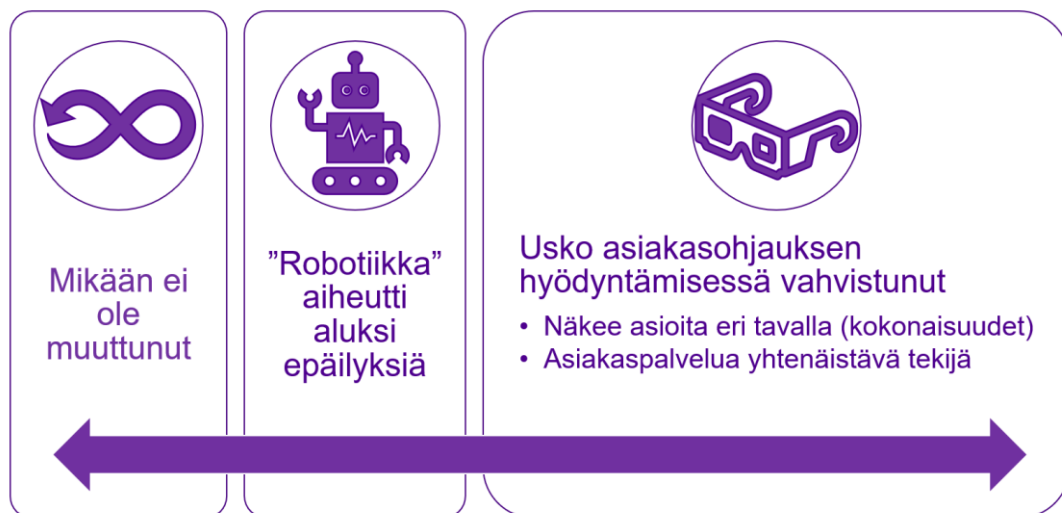 Mikään ei
ole
muuttunut
”Robotiikka”
aiheutti
aluksi
epäilyksiä
Usko asiakasohjauksen
hyödyntämisessä vahvistunut
• Näkee asioita eri tavalla (kokonaisuudet)
• Asiakaspalvelua yhtenäistävä tekijä